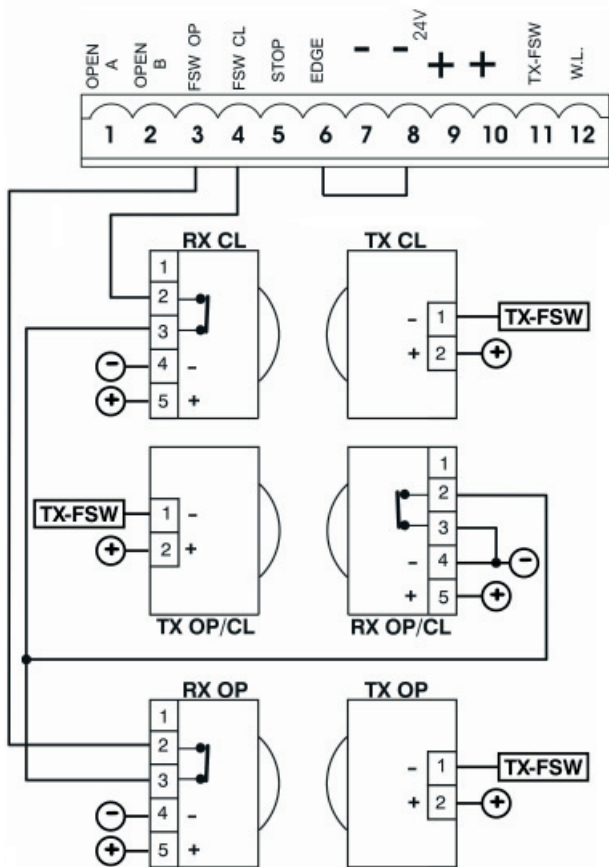 OPEN A
OPEN B
FSW OP
FSW CL
STOP
EDGE
-
-
24V
+
+
TX-FSW
W.L.
1 2 3 4 5 6 7 8 9 10 11 12
RX CL
1
2
3
- 4 -
+ 5 +
TX CL
- 1 TX-FSW
+ 2 +
TX-FSW 1 -
+ 2 +
TX OP/CL
1
2
3
- 4 -
+ 5 +
RX OP/CL
RX OP
1
2
3
- 4 -
+ 5 +
TX OP
- 1 TX-FSW
+ 2 +